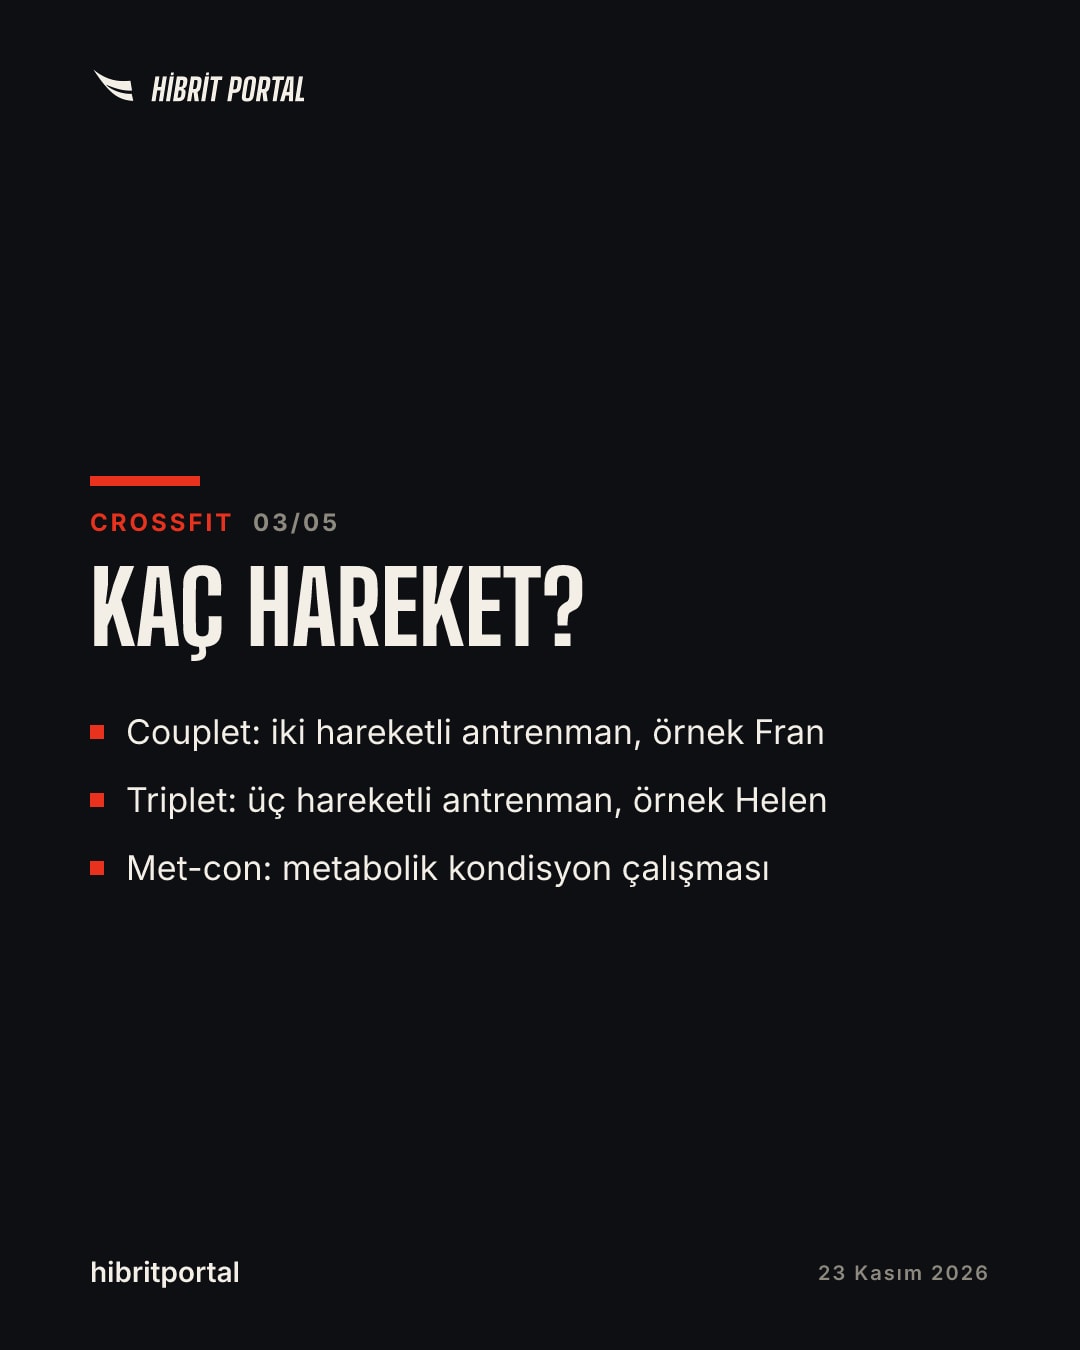 HİBRİT PORTAL
CROSSFIT 03/05
KAÇ HAREKET?
Couplet: iki hareketli antrenman, örnek Fran
Triplet: üç hareketli antrenman, örnek Helen
Met-con: metabolik kondisyon çalışması
hibritportal
23 Kasım 2026